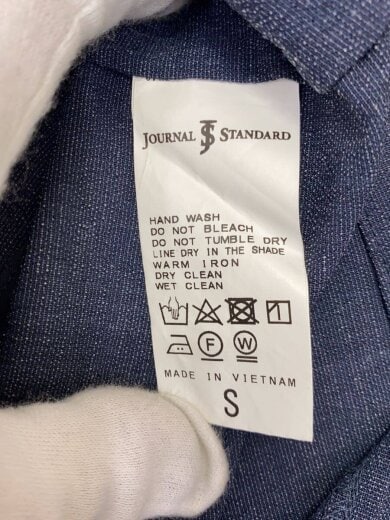 JOURNAL JS STANDARD
HAND WASH
DO NOT BLEACH
DO NOT TUMBLE DRY
LINE DRY IN THE SHADE
WARM IRON
DRY CLEAN
WET CLEAN
F W
MADE IN VIETNAM
S